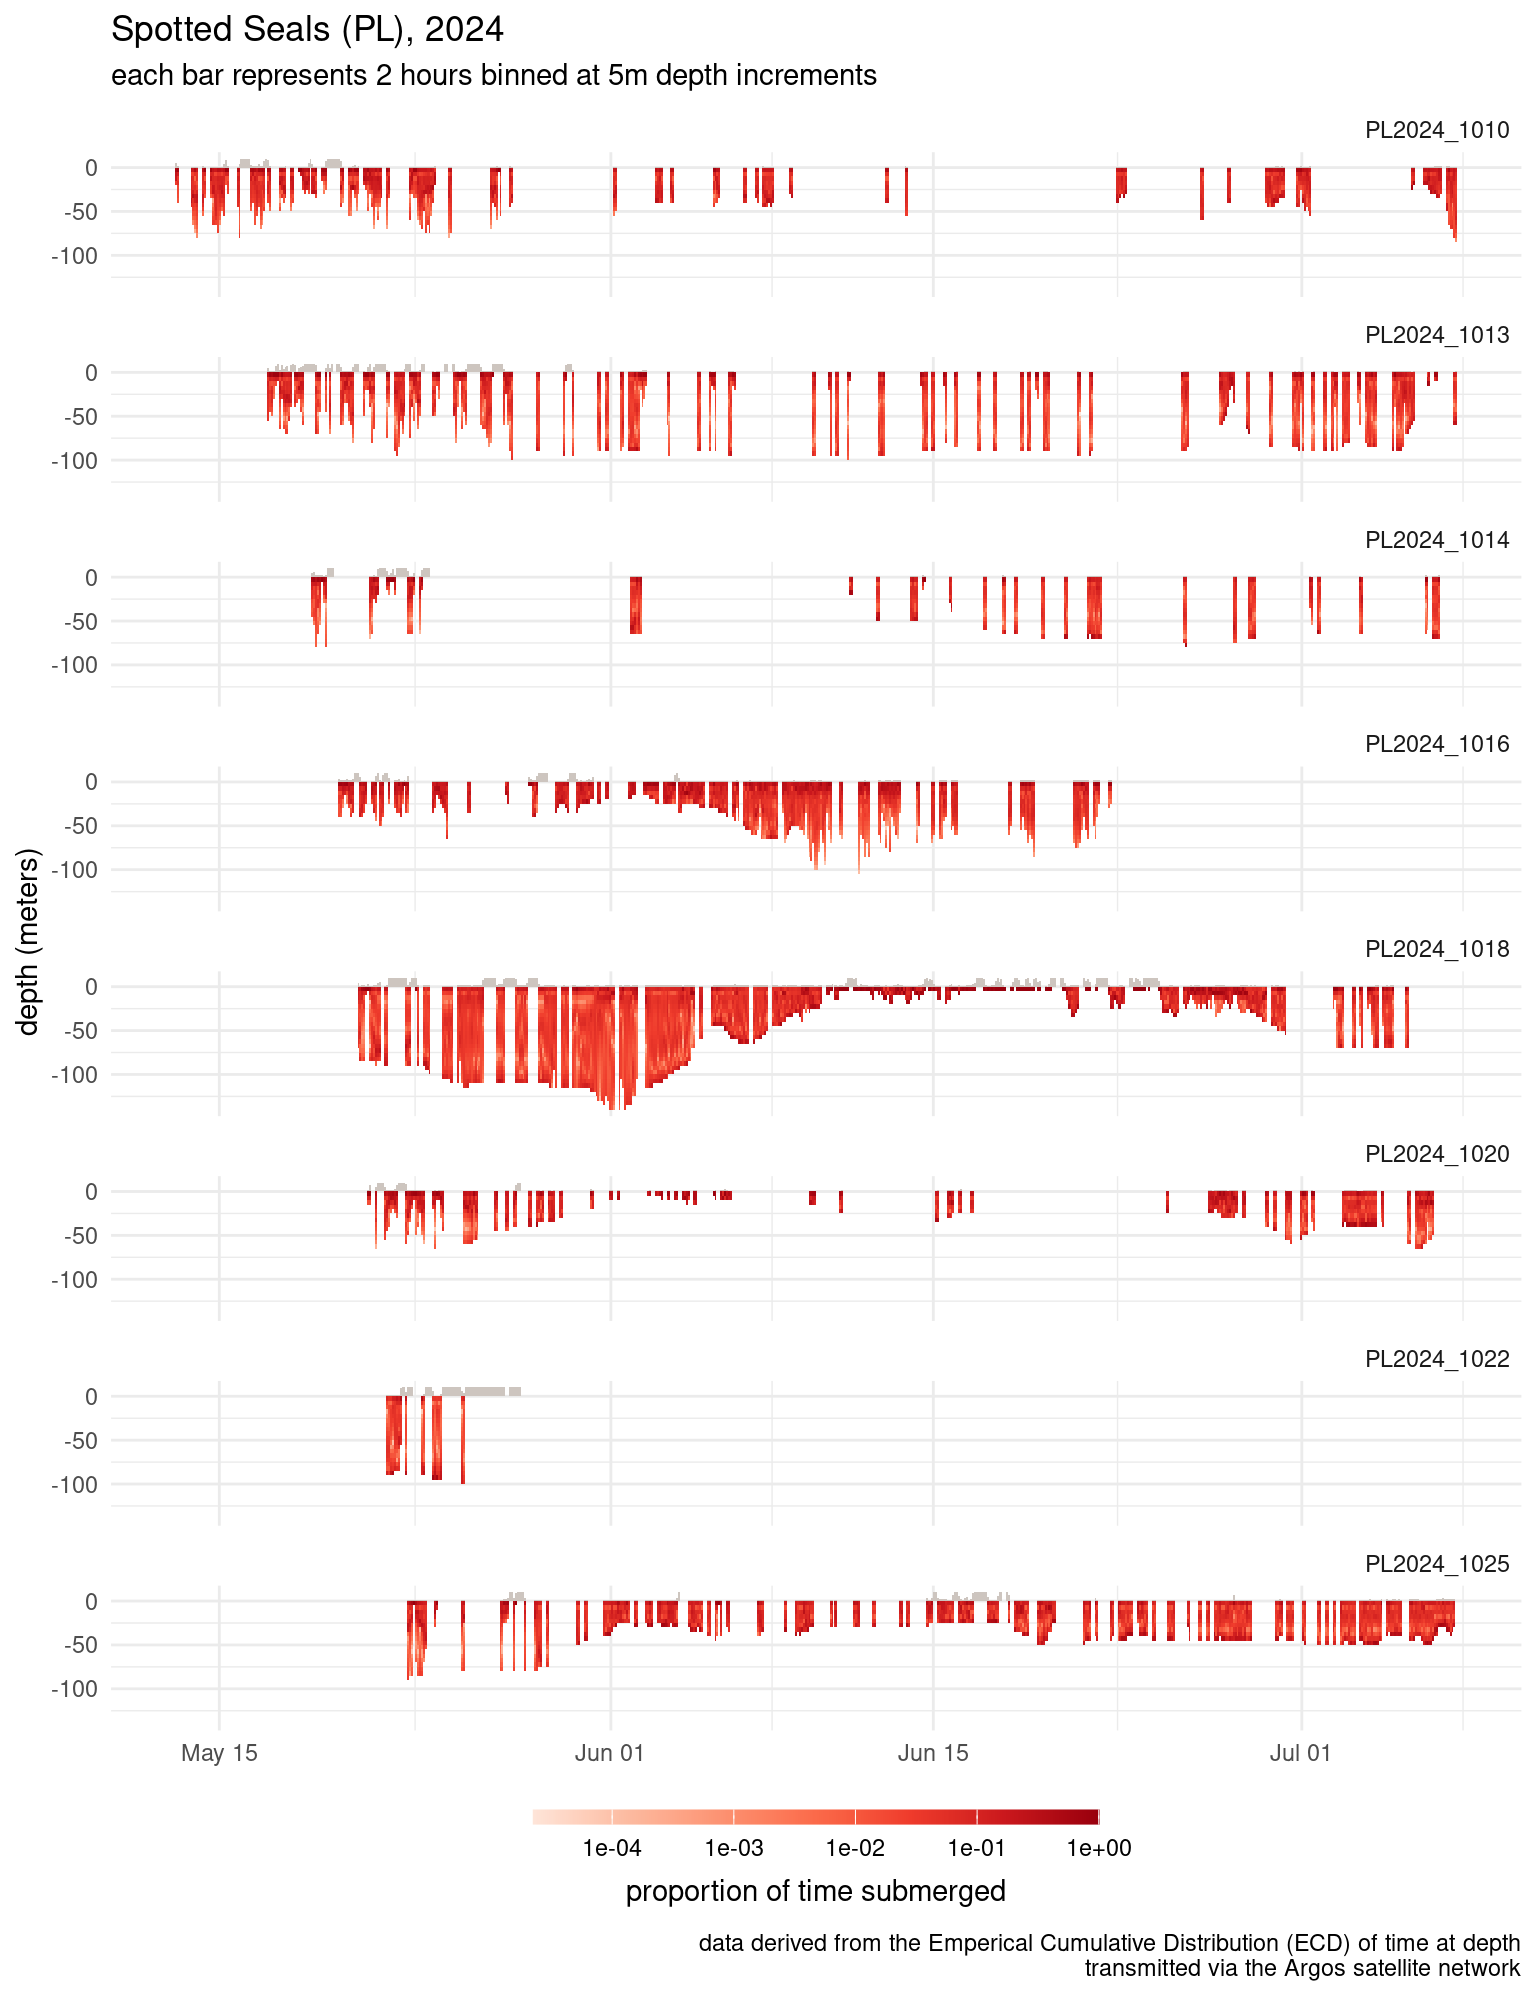 Spotted Seals (PL), 2024
each bar represents 2 hours binned at 5m depth increments
PL2024_1010
0
-50
-100
PL2024_1013
0
-50
-100
PL2024_1014
0
-50
-100
PL2024_1016
0
-50
-100
depth (meters)
PL2024_1018
0
-50
-100
PL2024_1020
0
-50
-100
PL2024_1022
0
-50
-100
PL2024_1025
0
-50
-100
May 15 Jun 01 Jun 15 Jul 01
1e-04 1e-03 1e-02 1e-01 1e+00
proportion of time submerged
data derived from the Emperical Cumulative Distribution (ECD) of time at depth
transmitted via the Argos satellite network